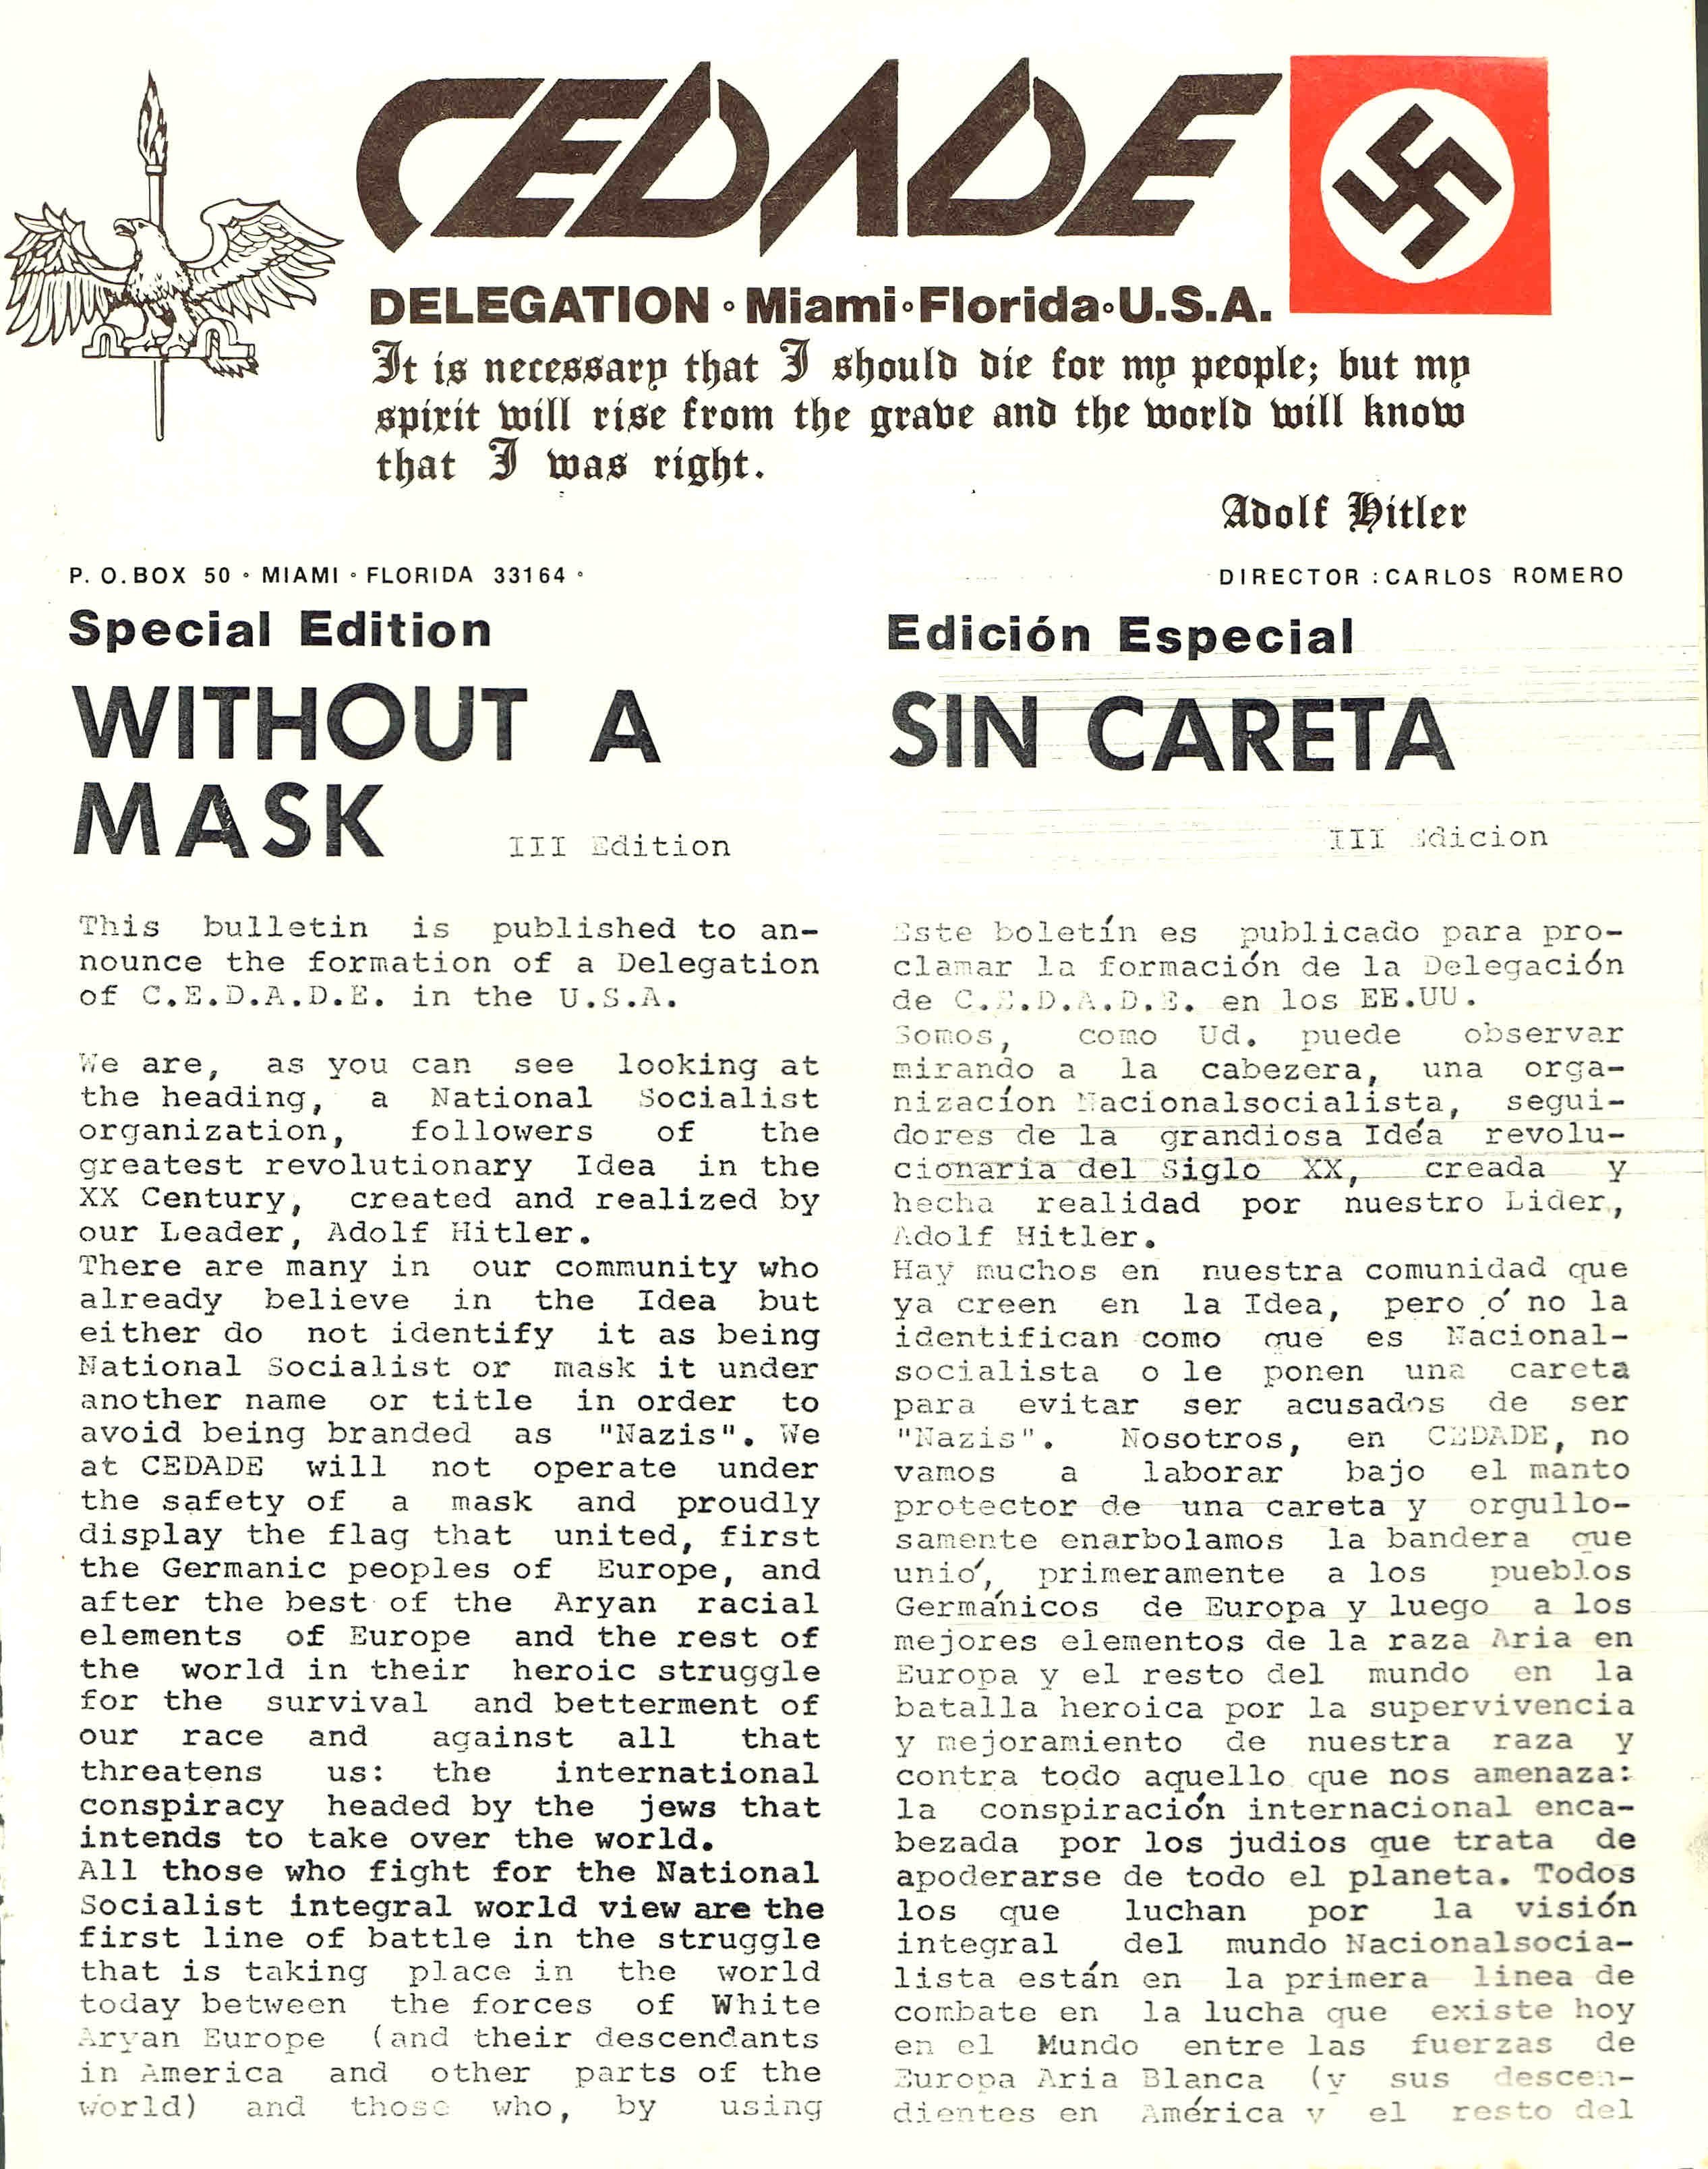 CEDADE
DELEGATION • Miami • Florida • U.S.A.
It is necessary that I should die for my people; but my
spirit will rise from the grave and the world will know
that I was right.
Adolf Hitler
P. O. BOX 50 • MIAMI • FLORIDA 33164 •
DIRECTOR : CARLOS ROMERO
Special Edition
WITHOUT A
MASK
III Edition
This bulletin is published to an-
nounce the formation of a Delegation
of C.E.D.A.D.E. in the U.S.A.
We are, as you can see looking at
the heading, a National Socialist
organization, followers of the
greatest revolutionary Idea in the
XX Century, created and realized by
our Leader, Adolf Hitler.
There are many in our community who
already believe in the Idea but
either do not identify it as being
National Socialist or mask it under
another name or title in order to
avoid being branded as "Nazis". We
at CEDADE will not operate under
the safety of a mask and proudly
display the flag that united, first
the Germanic peoples of Europe, and
after the best of the Aryan racial
elements of Europe and the rest of
the world in their heroic struggle
for the survival and betterment of
our race and against all that
threatens us: the international
conspiracy headed by the jews that
intends to take over the world.
All those who fight for the National
Socialist integral world view are the
first line of battle in the struggle
that is taking place in the world
today between the forces of White
Aryan Europe (and their descendants
in America and other parts of the
world) and those who, by using
Edición Especial
SIN CARETA
III Edicion
Este boletín es publicado para pro-
clamar la formación de la Delegación
de C.E.D.A.D.E. en los EE.UU.
Somos, como Ud. puede observar
mirando a la cabezera, una orga-
nizacíon Nacionalsocialista, segui-
dores de la grandiosa Idéa revolu-
cionaria del Siglo XX, creada y
hecha realidad por nuestro Lider,
Adolf Hitler.
Hay muchos en nuestra comunidad que
ya creen en la Idea, pero ó no la
identifican como que es Nacional-
socialista o le ponen una careta
para evitar ser acusados de ser
"Nazis". Nosotros, en CEDADE, no
vamos a laborar bajo el manto
protector de una careta y orgullo-
samente enarbolamos la bandera que
unió, primeramente a los pueblos
Germánicos de Europa y luego a los
mejores elementos de la raza Aria en
Europa y el resto del mundo en la
batalla heroica por la supervivencia
y mejoramiento de nuestra raza y
contra todo aquello que nos amenaza:
la conspiración internacional enca-
bezada por los judios que trata de
apoderarse de todo el planeta. Todos
los que luchan por la visión
integral del mundo Nacionalsocia-
lista están en la primera linea de
combate en la lucha que existe hoy
en el Mundo entre las fuerzas de
Europa Aria Blanca (y sus descen-
dientes en América y el resto del